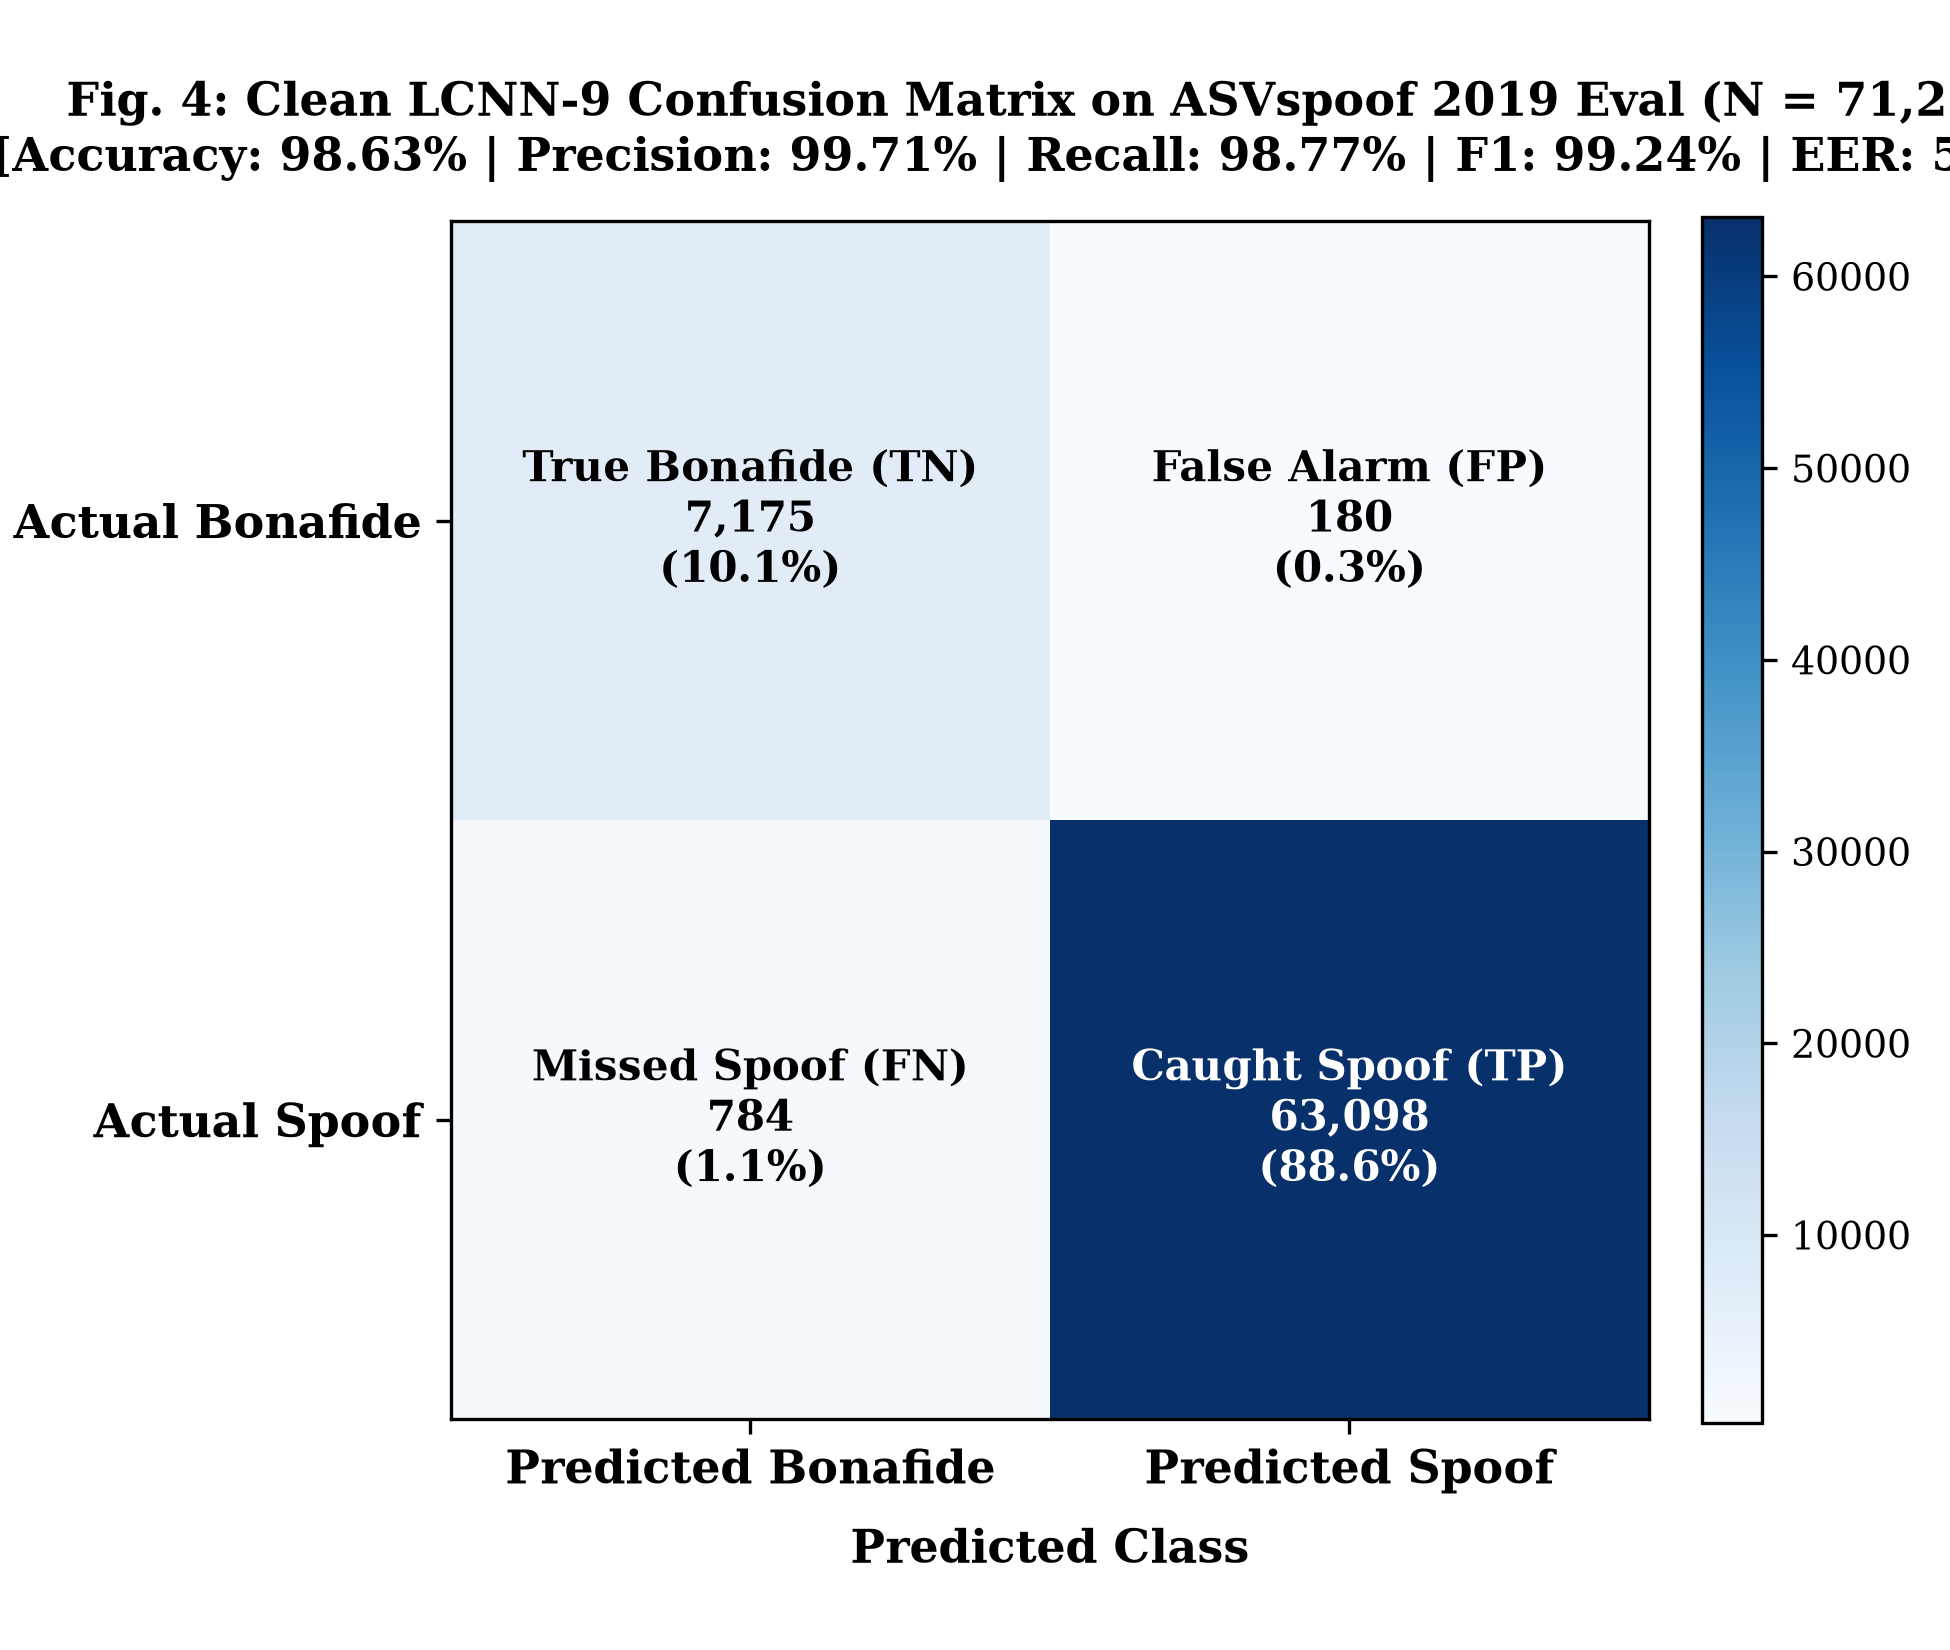 Fig. 4: Clean LCNN-9 Confusion Matrix on ASVspoof 2019 Eval (N = 71,2
[Accuracy: 98.63% | Precision: 99.71% | Recall: 98.77% | F1: 99.24% | EER: 5
60000
50000
40000
30000
20000
10000
Actual Bonafide
True Bonafide (TN)
7,175
(10.1%)
False Alarm (FP)
180
(0.3%)
Actual Spoof
Missed Spoof (FN)
784
(1.1%)
Caught Spoof (TP)
63,098
(88.6%)
Predicted Bonafide
Predicted Spoof
Predicted Class